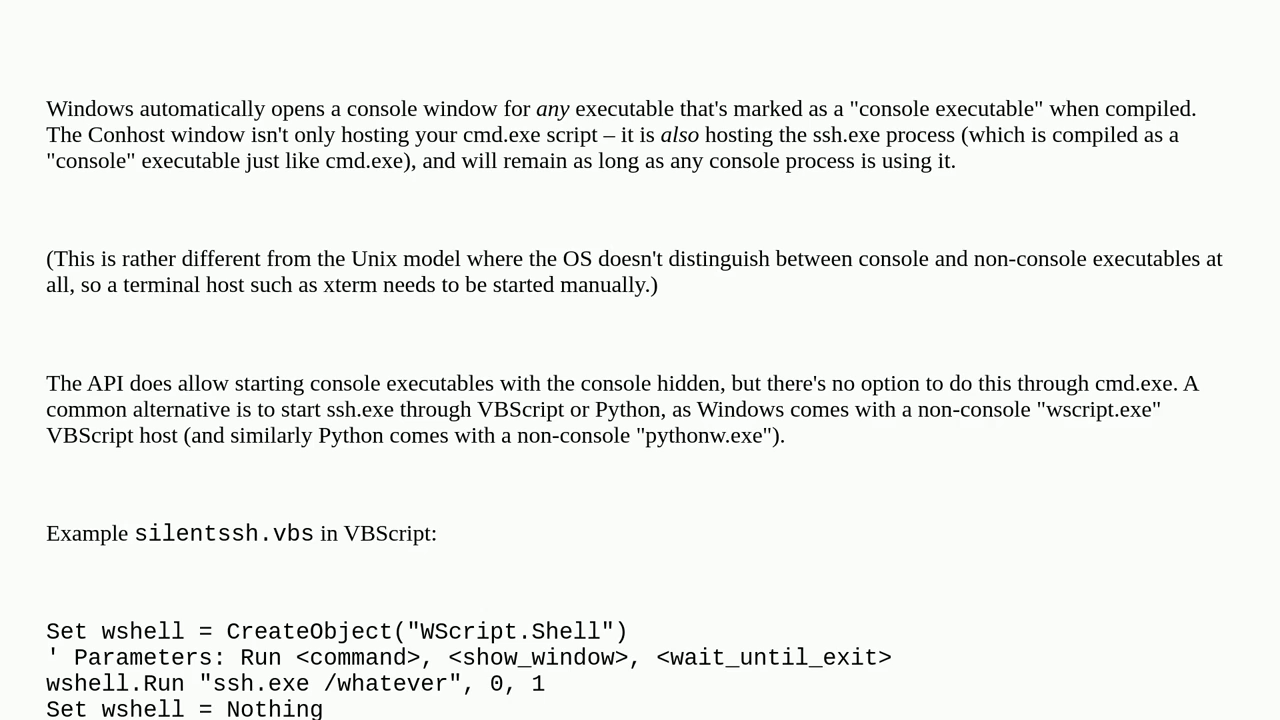 Windows automatically opens a console window for any executable that's marked as a "console executable" when compiled.
The Conhost window isn't only hosting your cmd.exe script – it is also hosting the ssh.exe process (which is compiled as a
"console" executable just like cmd.exe), and will remain as long as any console process is using it.
(This is rather different from the Unix model where the OS doesn't distinguish between console and non-console executables at
all, so a terminal host such as xterm needs to be started manually.)
The API does allow starting console executables with the console hidden, but there's no option to do this through cmd.exe. A
common alternative is to start ssh.exe through VBScript or Python, as Windows comes with a non-console "wscript.exe"
VBScript host (and similarly Python comes with a non-console "pythonw.exe").
Example silentssh.vbs in VBScript:
Set wshell = CreateObject("WScript.Shell")
' Parameters: Run <command>, <show_window>, <wait_until_exit>
wshell.Run "ssh.exe /whatever", 0, 1
Set wshell = Nothing